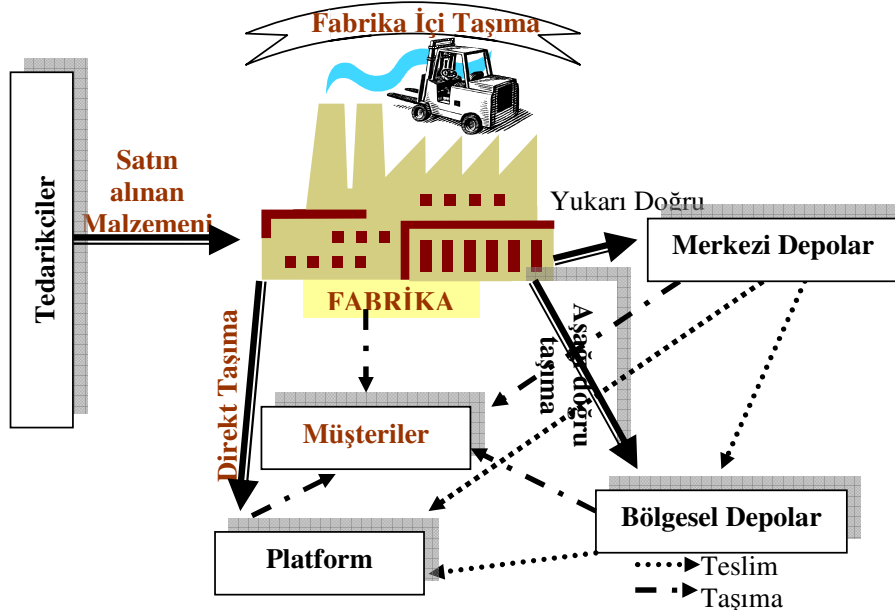 Fabrika İçi Taşıma
Tedarikciler
Satın
alınan
Malzemeni
Yukarı Doğru
Merkezi Depolar
FABRİKA
Direkt Taşıma
Aşağı doğru
taşıma
Müşteriler
Bölgesel Depolar
Platform
Teslim
Taşıma